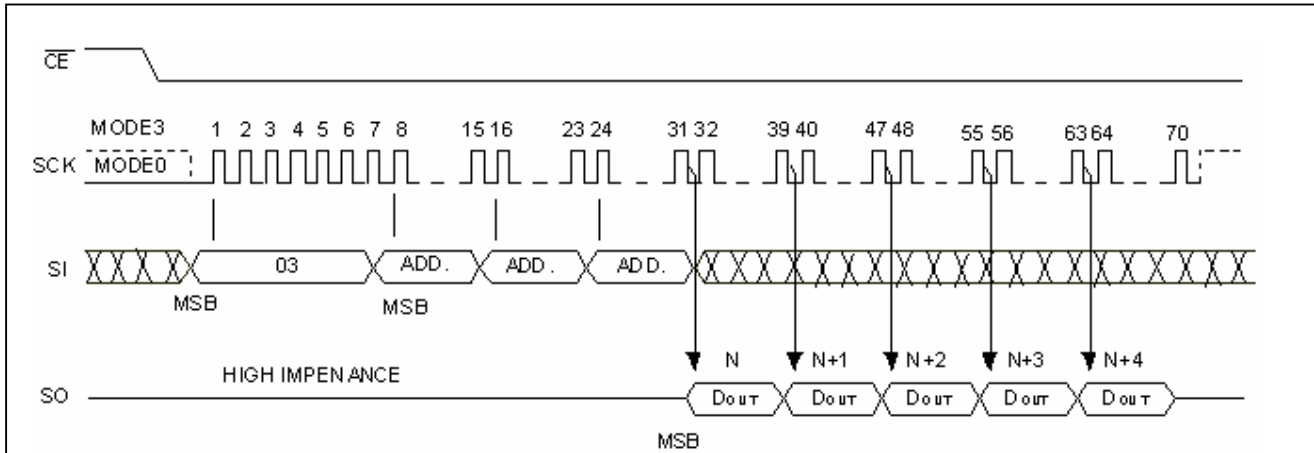 CE
MODE3 1 2 3 4 5 6 7 8 15 16 23 24 31 32 39 40 47 48 55 56 63 64 70
SCK MODE0
SI 03 ADD. ADD. ADD.
MSB MSB
N N+1 N+2 N+3 N+4
HIGH IMPENANCE
SO DOUT DOUT DOUT DOUT DOUT
MSB